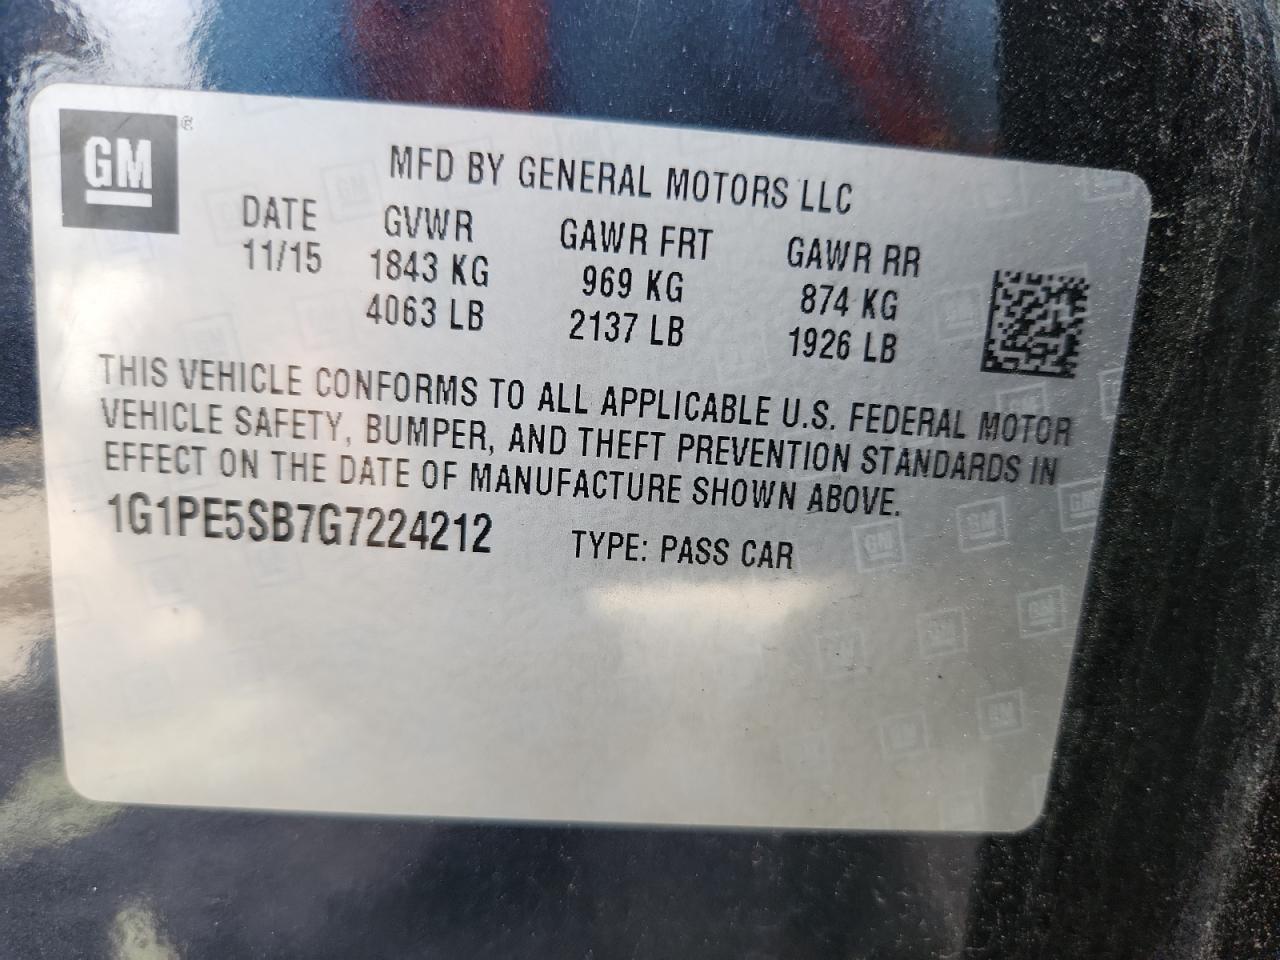 GM ®
MFD BY GENERAL MOTORS LLC
DATE GVWR GAWR FRT GAWR RR
11/15 1843 KG 969 KG 874 KG
4063 LB 2137 LB 1926 LB
THIS VEHICLE CONFORMS TO ALL APPLICABLE U.S. FEDERAL MOTOR
VEHICLE SAFETY, BUMPER, AND THEFT PREVENTION STANDARDS IN
EFFECT ON THE DATE OF MANUFACTURE SHOWN ABOVE.
1G1PE5SB7G7224212 TYPE: PASS CAR